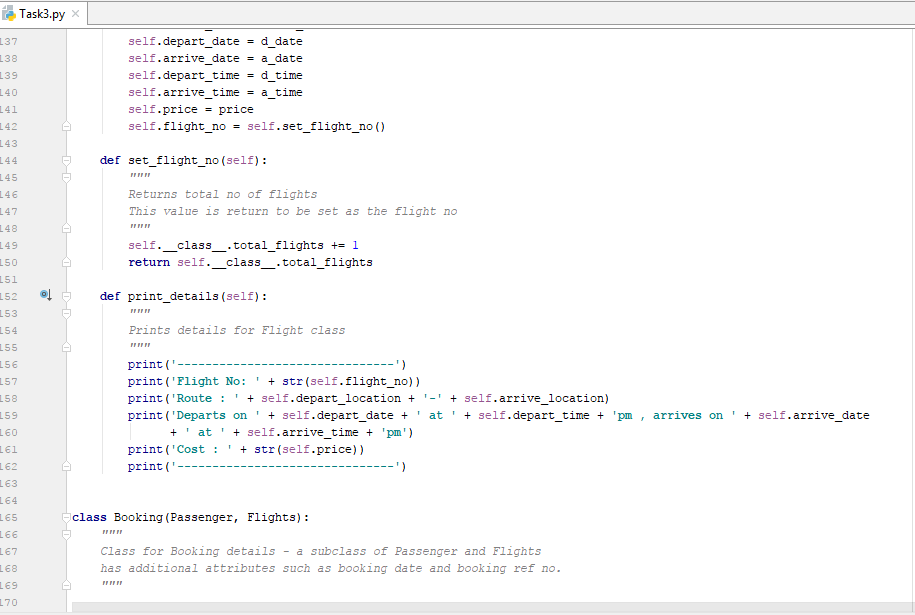 Task3.py
137 self.depart_date = d_date
138 self.arrive_date = a_date
139 self.depart_time = d_time
140 self.arrive_time = a_time
141 self.price = price
142 self.flight_no = self.set_flight_no()
143
144 def set_flight_no(self):
145 """
146 Returns total no of flights
147 This value is return to be set as the flight no
148 """
149 self.__class__.total_flights += 1
150 return self.__class__.total_flights
151
152 def print_details(self):
153 """
154 Prints details for Flight class
155 """
156 print('-------------------------------')
157 print('Flight No: ' + str(self.flight_no))
158 print('Route : ' + self.depart_location + '-' + self.arrive_location)
159 print('Departs on ' + self.depart_date + ' at ' + self.depart_time + 'pm , arrives on ' + self.arrive_date
160 + ' at ' + self.arrive_time + 'pm')
161 print('Cost : ' + str(self.price))
162 print('-------------------------------')
163
164
165 class Booking(Passenger, Flights):
166 """
167 Class for Booking details - a subclass of Passenger and Flights
168 has additional attributes such as booking date and booking ref no.
169 """
170